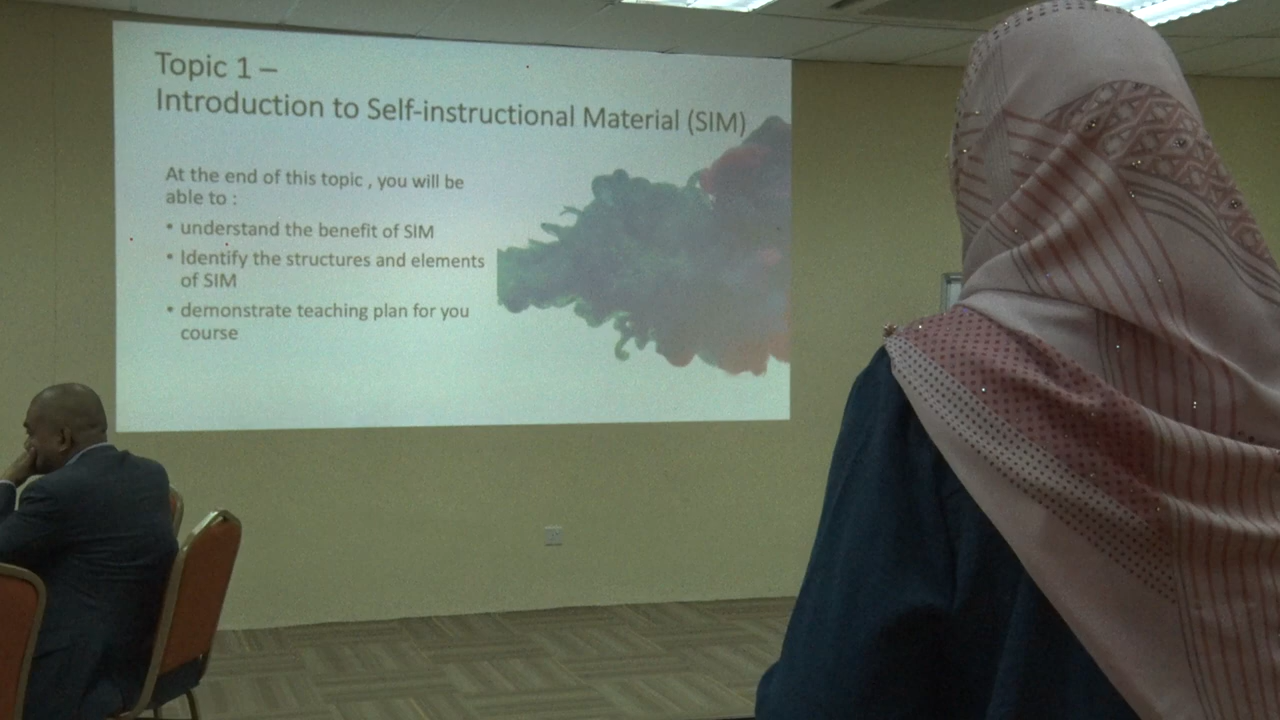 Topic 1 –
Introduction to Self-instructional Material (SIM)
At the end of this topic , you will be
able to :
• understand the benefit of SIM
• Identify the structures and elements
of SIM
• demonstrate teaching plan for you
course